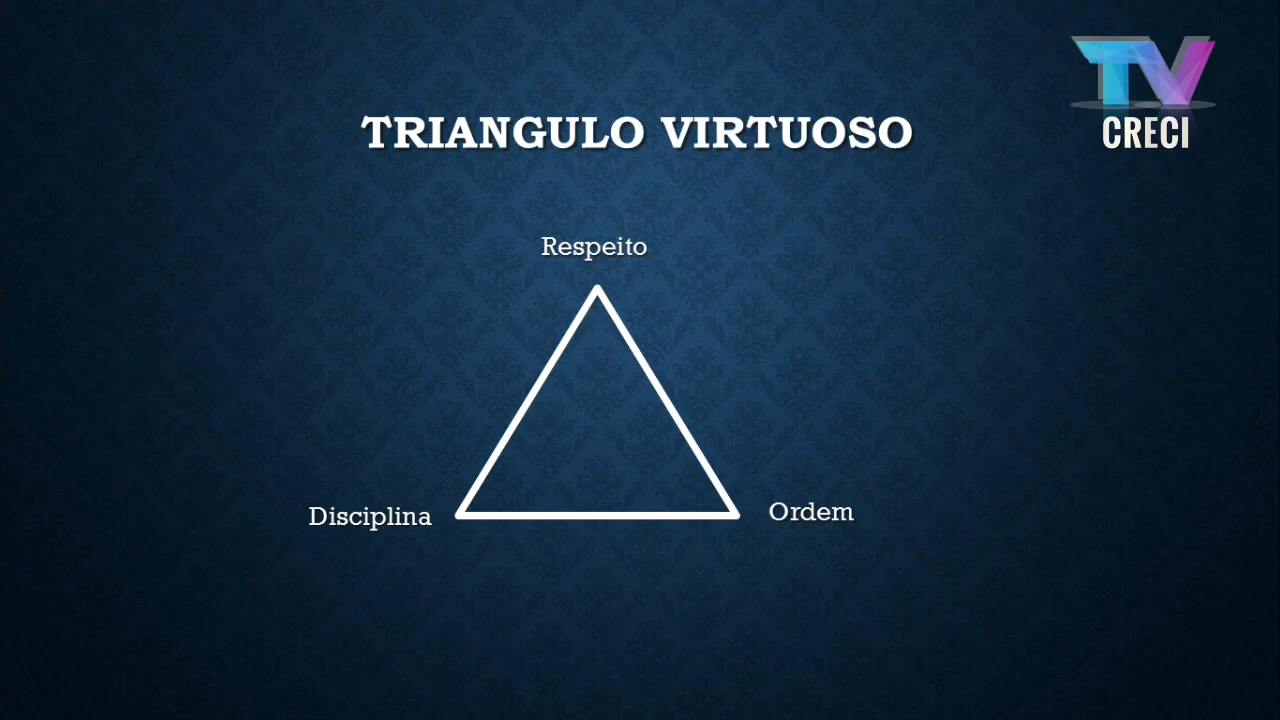 TV
CRECI
TRIANGULO VIRTUOSO
Respeito
Disciplina
Ordem